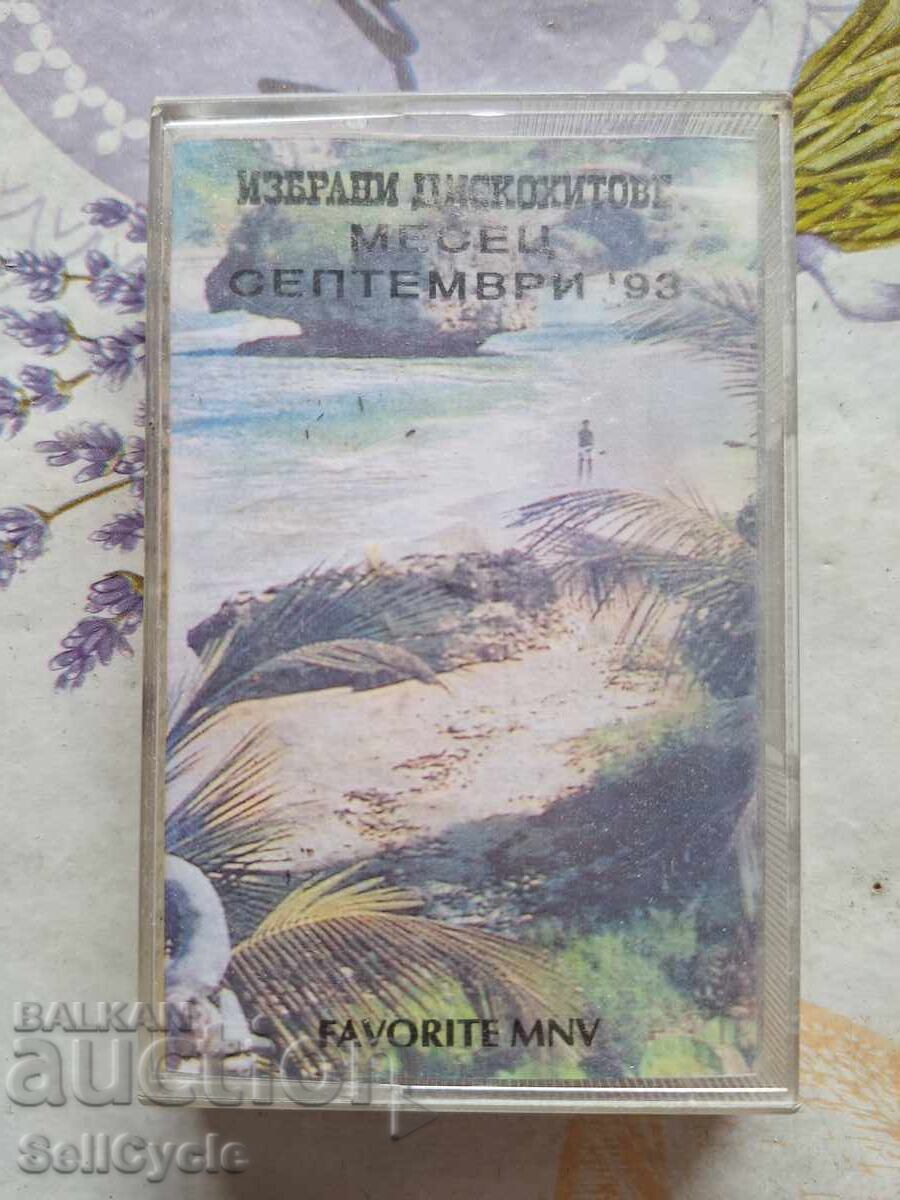 ИЗБРАНИ ДИСКОХИТОВЕ
МЕСЕЦ
СЕПТЕМВРИ '93
FAVORITE MNV
BALKAN
auction
SellCycle